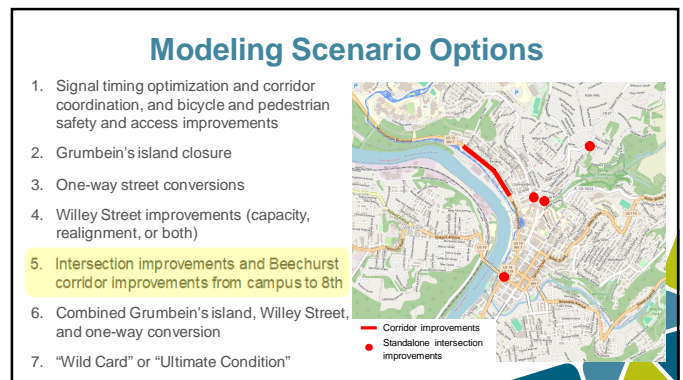 Modeling Scenario Options
1. Signal timing optimization and corridor
coordination, and bicycle and pedestrian
safety and access improvements
2. Grumbein's island closure
3. One-way street conversions
4. Willey Street improvements (capacity,
realignment, or both)
5. Intersection improvements and Beechurst
corridor improvements from campus to 8th
6. Combined Grumbein's island, Willey Street,
and one-way conversion
7. "Wild Card" or "Ultimate Condition"
Corridor improvements
Standalone intersection
improvements